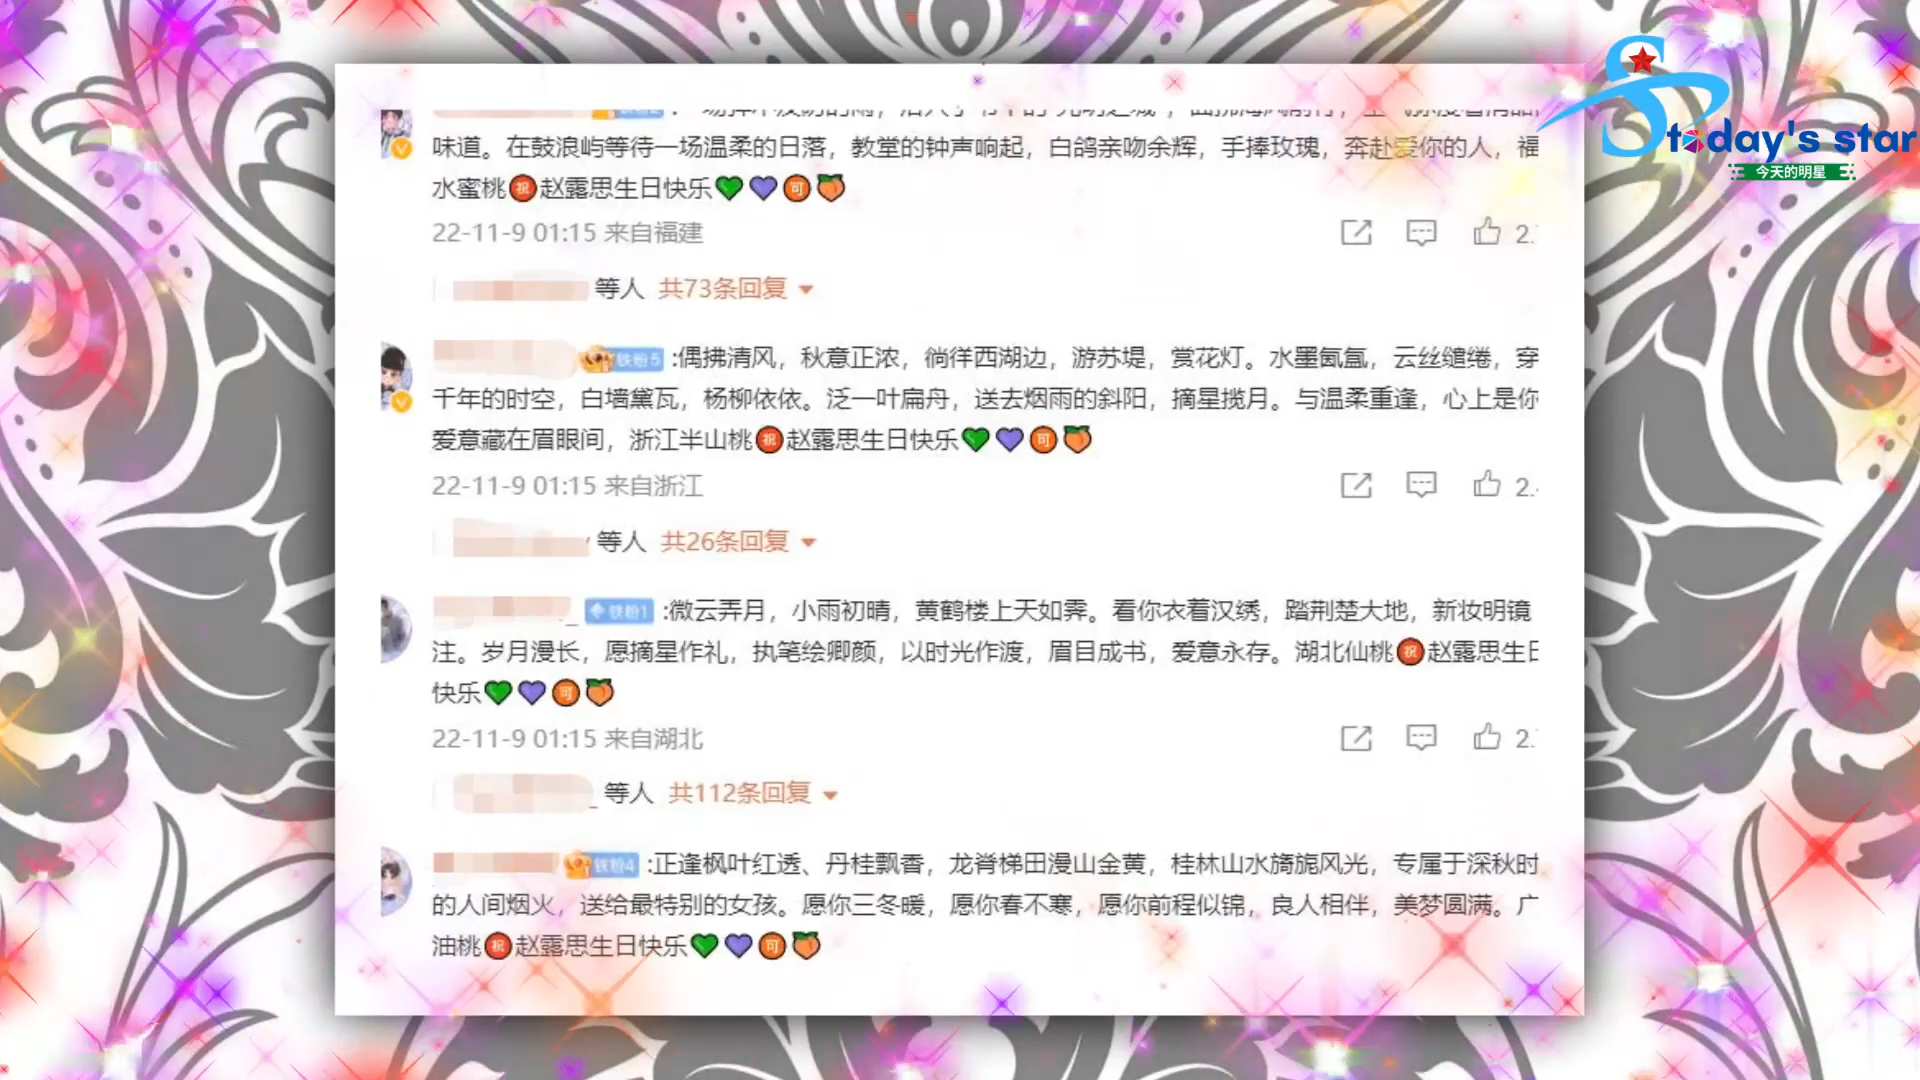 味道。在鼓浪屿等待一场温柔的日落，教堂的钟声响起，白鸽亲吻余辉，手捧玫瑰，奔赴爱你的人，福
水蜜桃㊗️赵露思生日快乐💚💜🉑🍑
22-11-9 01:15 来自福建
2.
等人 共73条回复
铁粉5 :偶拂清风，秋意正浓，徜徉西湖边，游苏堤，赏花灯。水墨氤氲，云丝缱绻，穿
千年的时空，白墙黛瓦，杨柳依依。泛一叶扁舟，送去烟雨的斜阳，摘星揽月。与温柔重逢，心上是你
爱意藏在眉眼间，浙江半山桃㊗️赵露思生日快乐💚💜🉑🍑
22-11-9 01:15 来自浙江
2.
等人 共26条回复
铁粉1 :微云弄月，小雨初晴，黄鹤楼上天如霁。看你衣着汉绣，踏荆楚大地，新妆明镜
注。岁月漫长，愿摘星作礼，执笔绘卿颜，以时光作渡，眉目成书，爱意永存。湖北仙桃㊗️赵露思生日
快乐💚💜🉑🍑
22-11-9 01:15 来自湖北
2.
等人 共112条回复
铁粉4 :正逢枫叶红透、丹桂飘香，龙脊梯田漫山金黄，桂林山水旖旎风光，专属于深秋时
的人间烟火，送给最特别的女孩。愿你三冬暖，愿你春不寒，愿你前程似锦，良人相伴，美梦圆满。广
油桃㊗️赵露思生日快乐💚💜🉑🍑
today's star
今天的明星